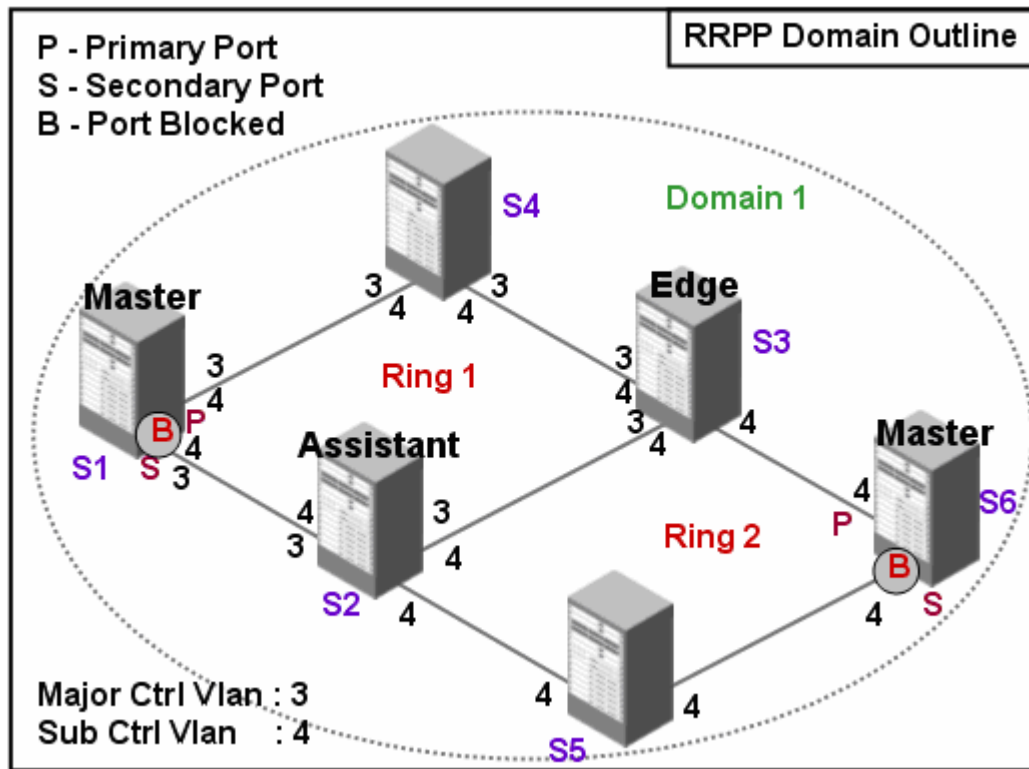 P - Primary Port
S - Secondary Port
B - Port Blocked
RRPP Domain Outline
S4
Domain 1
3
4
4
3
Master
Edge
S3
3
4
Ring 1
3
4
3
4
4
P
B
4
S
3
S1
Assistant
Master
4
P
S6
4
3
3
4
Ring 2
B
4
S
S2
4
4
4
S5
Major Ctrl Vlan : 3
Sub Ctrl Vlan : 4